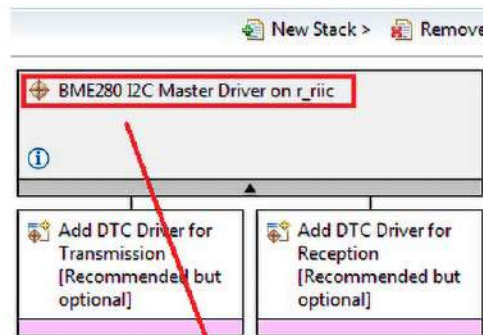 New Stack > Remove
BME280 I2C Master Driver on r_riic
Add DTC Driver for
Transmission
[Recommended but
optional]
Add DTC Driver for
Reception
[Recommended but
optional]